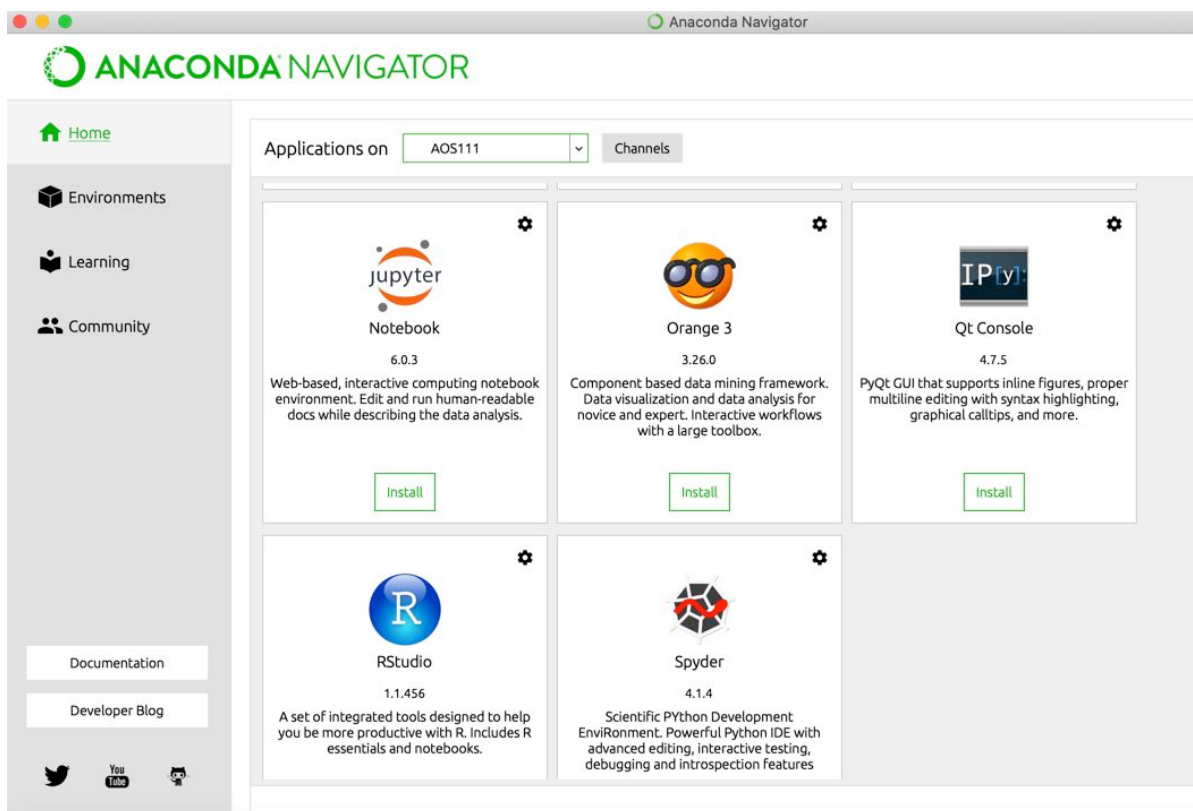 Anaconda Navigator
ANACONDA NAVIGATOR
Home
Environments
Learning
Community
Documentation
Developer Blog
You
Tube
Applications on
AOS111
Channels
jupyter
Notebook
6.0.3
Web-based, interactive computing notebook
environment. Edit and run human-readable
docs while describing the data analysis.
Install
Orange 3
3.26.0
Component based data mining framework.
Data visualization and data analysis for
novice and expert. Interactive workflows
with a large toolbox.
Install
IP[y]:
Qt Console
4.7.5
PyQt GUI that supports inline figures, proper
multiline editing with syntax highlighting,
graphical calltips, and more.
Install
R
RStudio
1.1.456
A set of integrated tools designed to help
you be more productive with R. Includes R
essentials and notebooks.
Spyder
4.1.4
Scientific PYthon Development
EnviRonment. Powerful Python IDE with
advanced editing, interactive testing,
debugging and introspection features